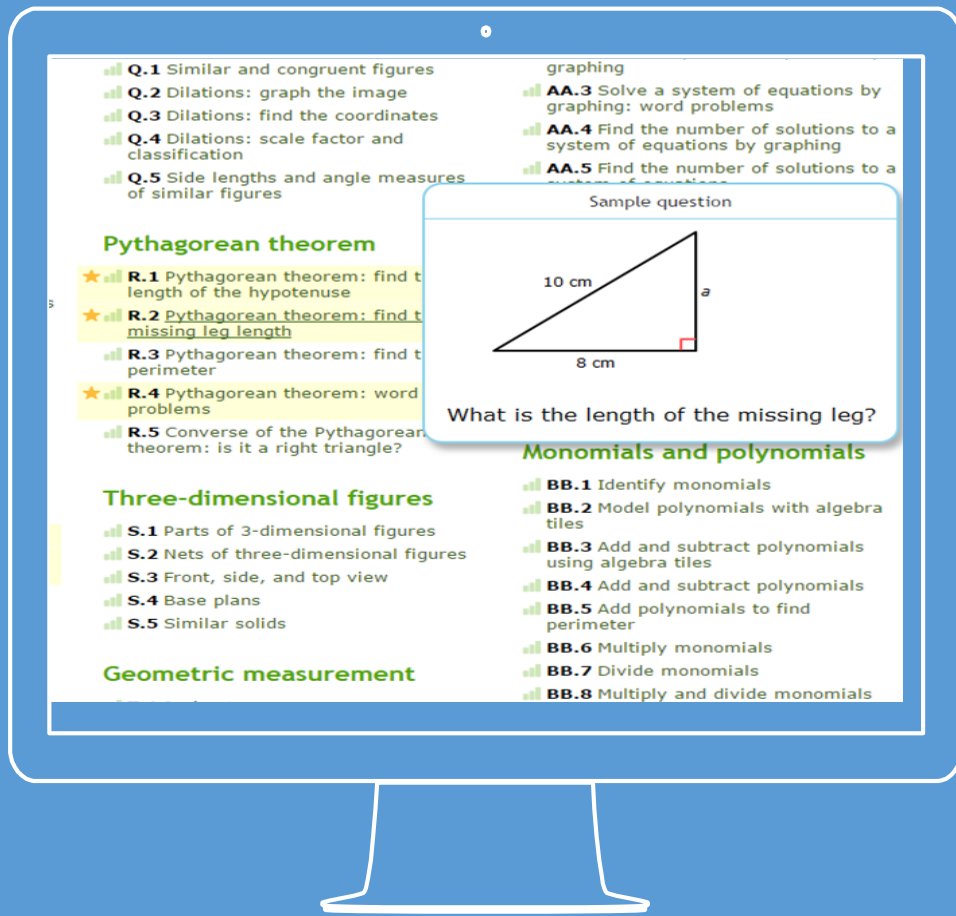 Q.1 Similar and congruent figures
Q.2 Dilations: graph the image
Q.3 Dilations: find the coordinates
Q.4 Dilations: scale factor and
classification
Q.5 Side lengths and angle measures
of similar figures
Pythagorean theorem
R.1 Pythagorean theorem: find t
length of the hypotenuse
s
R.2 Pythagorean theorem: find t
missing leg length
R.3 Pythagorean theorem: find t
perimeter
R.4 Pythagorean theorem: word
problems
R.5 Converse of the Pythagorean
theorem: is it a right triangle?
Three-dimensional figures
S.1 Parts of 3-dimensional figures
S.2 Nets of three-dimensional figures
S.3 Front, side, and top view
S.4 Base plans
S.5 Similar solids
Geometric measurement
graphing
AA.3 Solve a system of equations by
graphing: word problems
AA.4 Find the number of solutions to a
system of equations by graphing
AA.5 Find the number of solutions to a
system of equations
Sample question
10 cm
a
8 cm
What is the length of the missing leg?
Monomials and polynomials
BB.1 Identify monomials
BB.2 Model polynomials with algebra
tiles
BB.3 Add and subtract polynomials
using algebra tiles
BB.4 Add and subtract polynomials
BB.5 Add polynomials to find
perimeter
BB.6 Multiply monomials
BB.7 Divide monomials
BB.8 Multiply and divide monomials